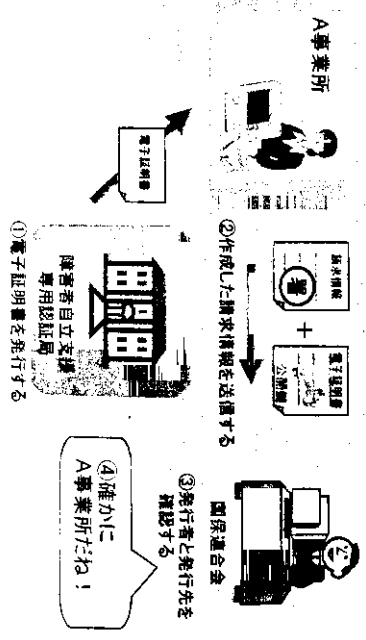 A事業所
電子証明書
①電子証明書を発行する
障害者自立支援
専用認証局
②作成した請求情報を送信する
請求情報
署
+
電子証明書
公開鍵
国保連合会
③発行者と発行先を
確認する
④確かに
A事業所だね！